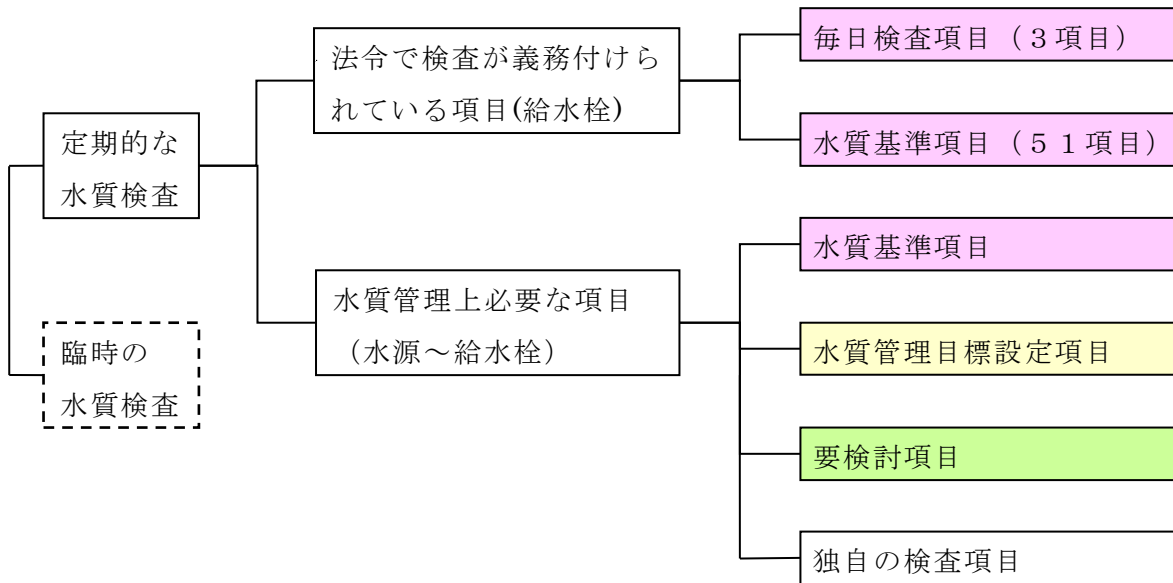 定期的な
水質検査
臨時の
水質検査
法令で検査が義務付けら
れている項目(給水栓)
水質管理上必要な項目
（水源～給水栓）
毎日検査項目（３項目）
水質基準項目（５１項目）
水質基準項目
水質管理目標設定項目
要検討項目
独自の検査項目